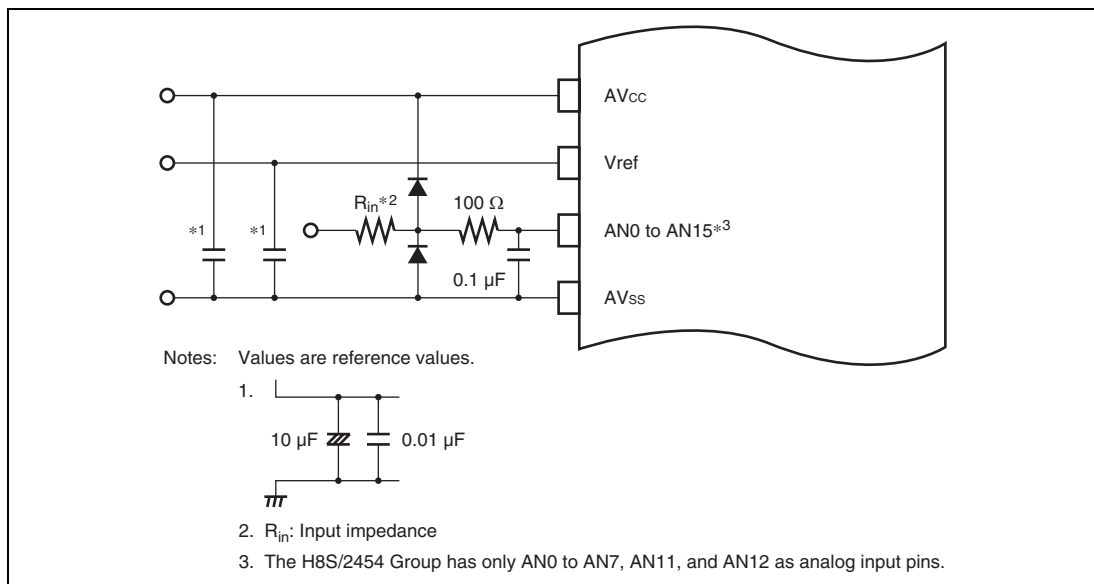 AVcc
Vref
Rin*2
100 Ω
*1
*1
AN0 to AN15*3
0.1 µF
AVss
Notes: Values are reference values.
1.
10 µF
0.01 µF
2. Rin: Input impedance
3. The H8S/2454 Group has only AN0 to AN7, AN11, and AN12 as analog input pins.